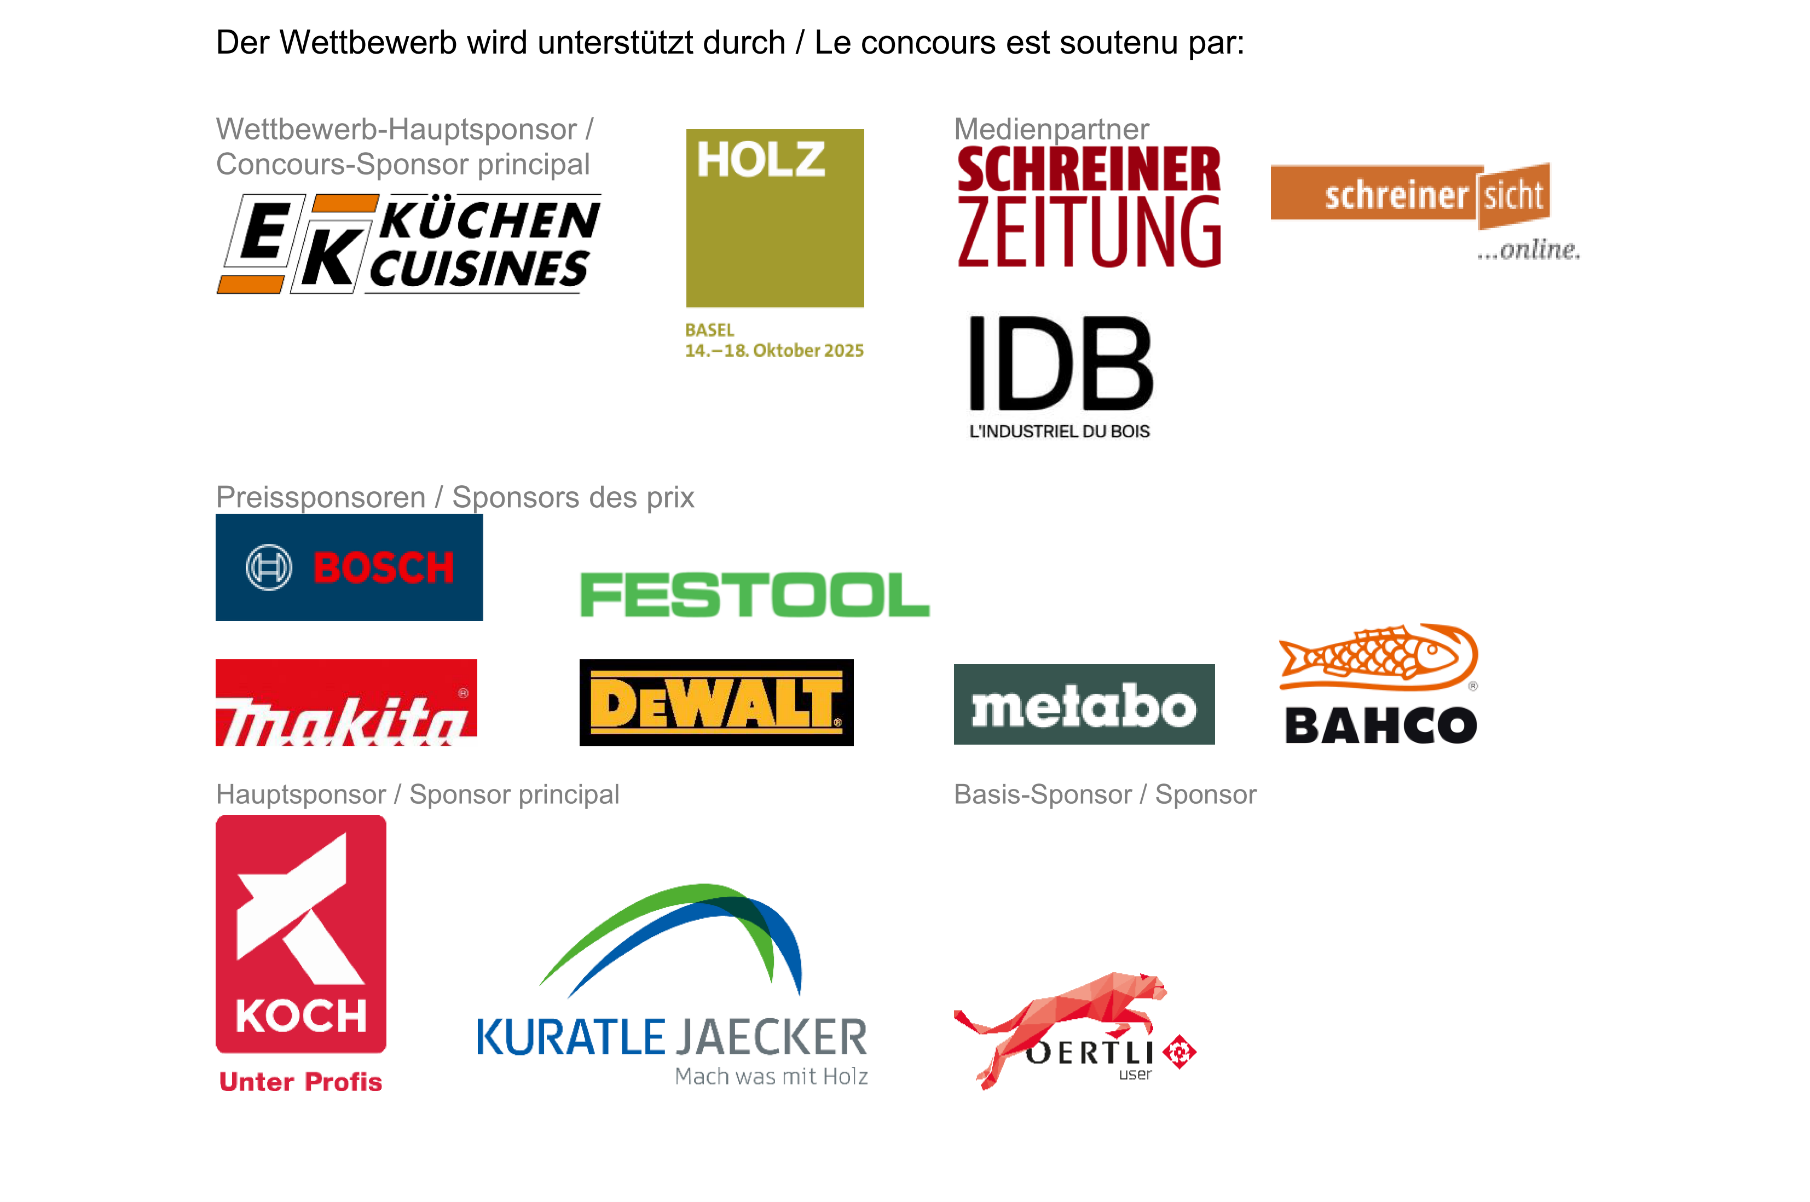 Der Wettbewerb wird unterstützt durch / Le concours est soutenu par:
Wettbewerb-Hauptsponsor /
Concours-Sponsor principal
EK KÜCHEN
CUISINES
HOLZ
BASEL
14.–18. Oktober 2025
Medienpartner
SCHREINER
ZEITUNG
schreinersicht
...online.
IDB
L'INDUSTRIEL DU BOIS
Preissponsoren / Sponsors des prix
BOSCH
FESTOOL
makita ®
DEWALT®
metabo
®
BAHCO
Hauptsponsor / Sponsor principal
KOCH
Unter Profis
KURATLE JAECKER
Mach was mit Holz
Basis-Sponsor / Sponsor
OERTLI
user